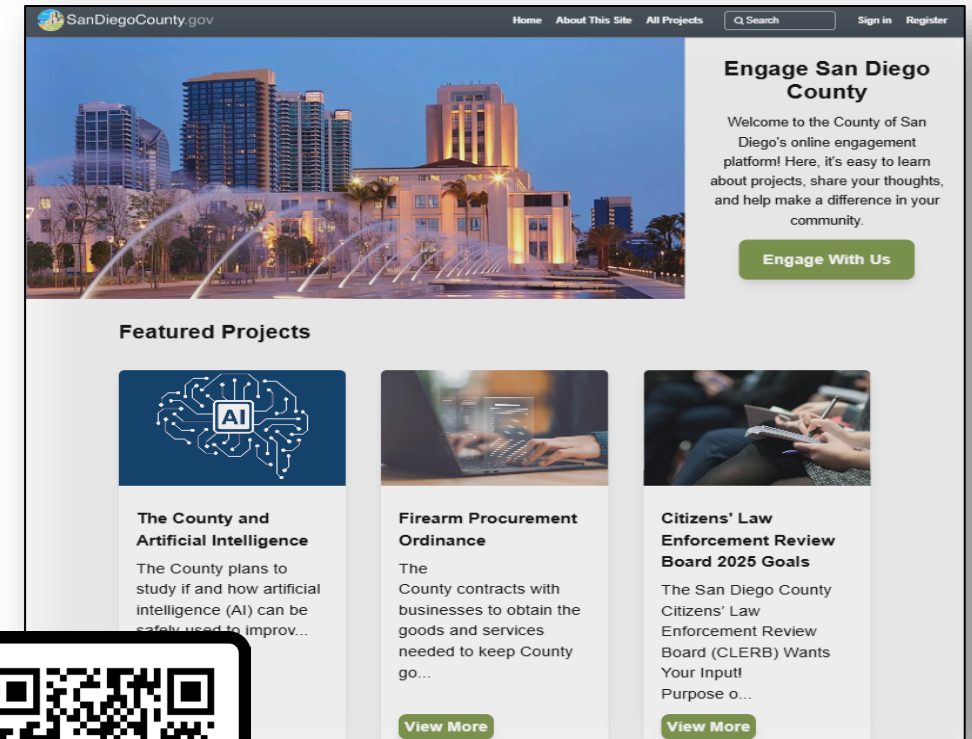 SanDiegoCounty.gov
Home About This Site All Projects Search Sign in Register
Engage San Diego
County
Welcome to the County of San
Diego's online engagement
platform! Here, it's easy to learn
about projects, share your thoughts,
and help make a difference in your
community.
Engage With Us
Featured Projects
AI
The County and
Artificial Intelligence
The County plans to
study if and how artificial
intelligence (AI) can be
safely used to improv...
Firearm Procurement
Ordinance
The
County contracts with
businesses to obtain the
goods and services
needed to keep County
go...
View More
Citizens' Law
Enforcement Review
Board 2025 Goals
The San Diego County
Citizens' Law
Enforcement Review
Board (CLERB) Wants
Your Input!
Purpose o...
View More